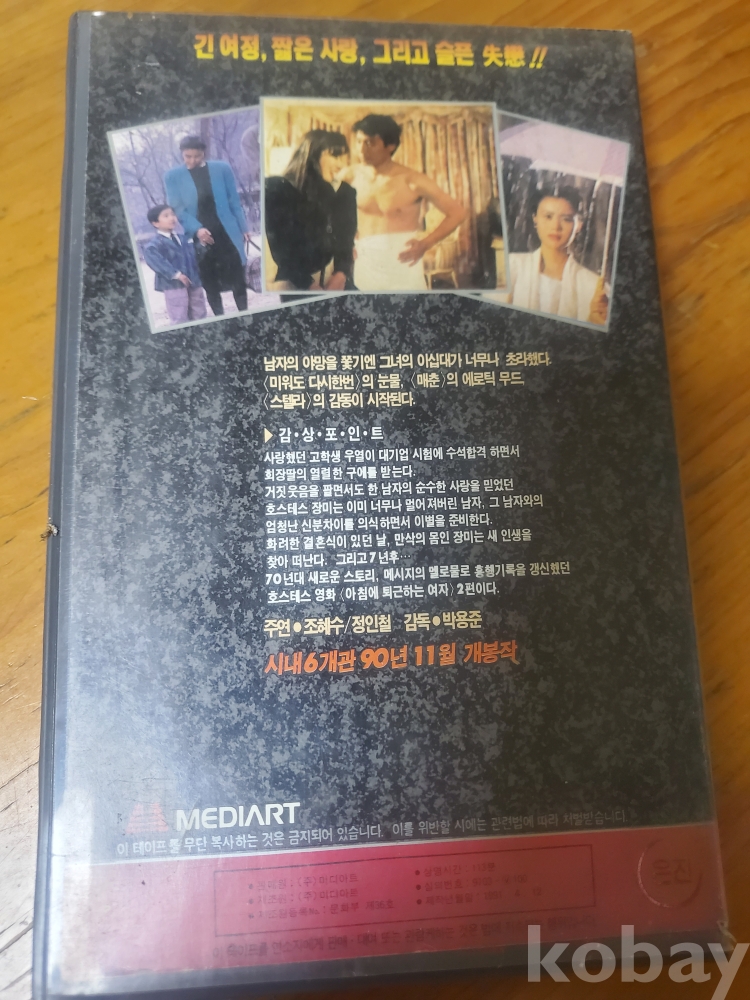 긴 여정, 짧은 사랑, 그리고 슬픈 失戀!!
남자의 야망을 쫓기엔 그녀의 이십대가 너무나 초라했다.
〈미워도 다시한번〉의 눈물, 〈매춘〉의 에로틱 무드,
〈스텔라〉의 감동이 시작된다.
▶ 감·상·포·인·트
사랑했던 고학생 우열이 대기업 시험에 수석합격 하면서
회장딸의 열렬한 구애를 받는다.
거짓웃음을 팔면서도 한 남자의 순수한 사랑을 믿었던
호스테스 장미는 이미 너무나 멀어져버린 남자, 그 남자와의
엄청난 신분차이를 의식하면서 이별을 준비한다.
화려한 결혼식이 있던 날, 만삭의 몸인 장미는 새 인생을
찾아 떠난다. 그리고 7년후…
70년대 새로운 스토리, 메시지의 멜로물로 흥행기록을 갱신했던
호스테스 영화 〈아침에 퇴근하는 여자〉 2편이다.
주연●조혜수/정인철 감독●박용준
시내6개관 90년 11월 개봉작
MEDIART
이 테이프를 무단 복사하는 것은 금지되어 있습니다. 이를 위반할 시에는 관련법에 따라 처벌받습니다.
(주)미디아트
(주)미디아트
kobay